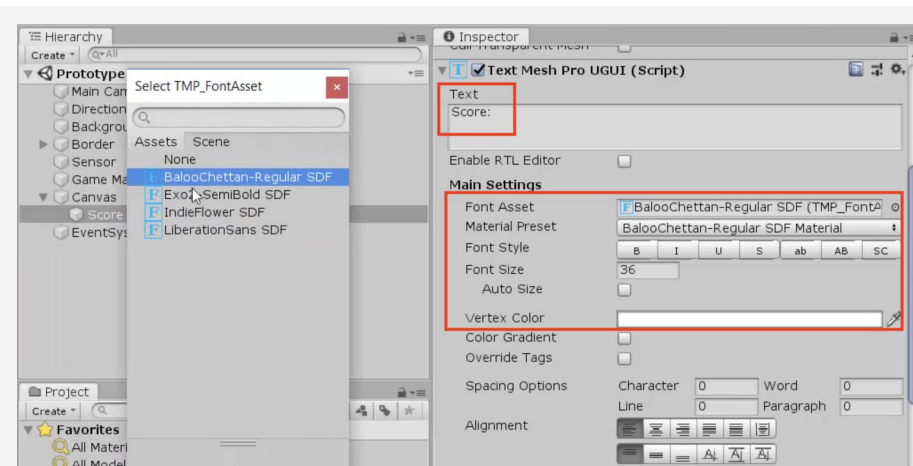 Hierarchy
Create
All
Prototype
Main Cam
Direction
Backgrou
Border
Sensor
Game Ma
Canvas
Score
EventSys
Project
Create
Favorites
All Materi
All Model
Select TMP_FontAsset
Assets Scene
None
BalooChettan-Regular SDF
SemiBold SDF
IndieFlower SDF
LiberationSans SDF
Inspector
Text Mesh Pro UGUI (Script)
Text
Score:
Enable RTL Editor
Main Settings
Font Asset BalooChettan-Regular SDF (TMP_FontA
Material Preset BalooChettan-Regular SDF Material
Font Style B I U S ab AB SC
Font Size 36
Auto Size
Vertex Color
Color Gradient
Override Tags
Spacing Options Character 0 Word 0
Line 0 Paragraph 0
Alignment